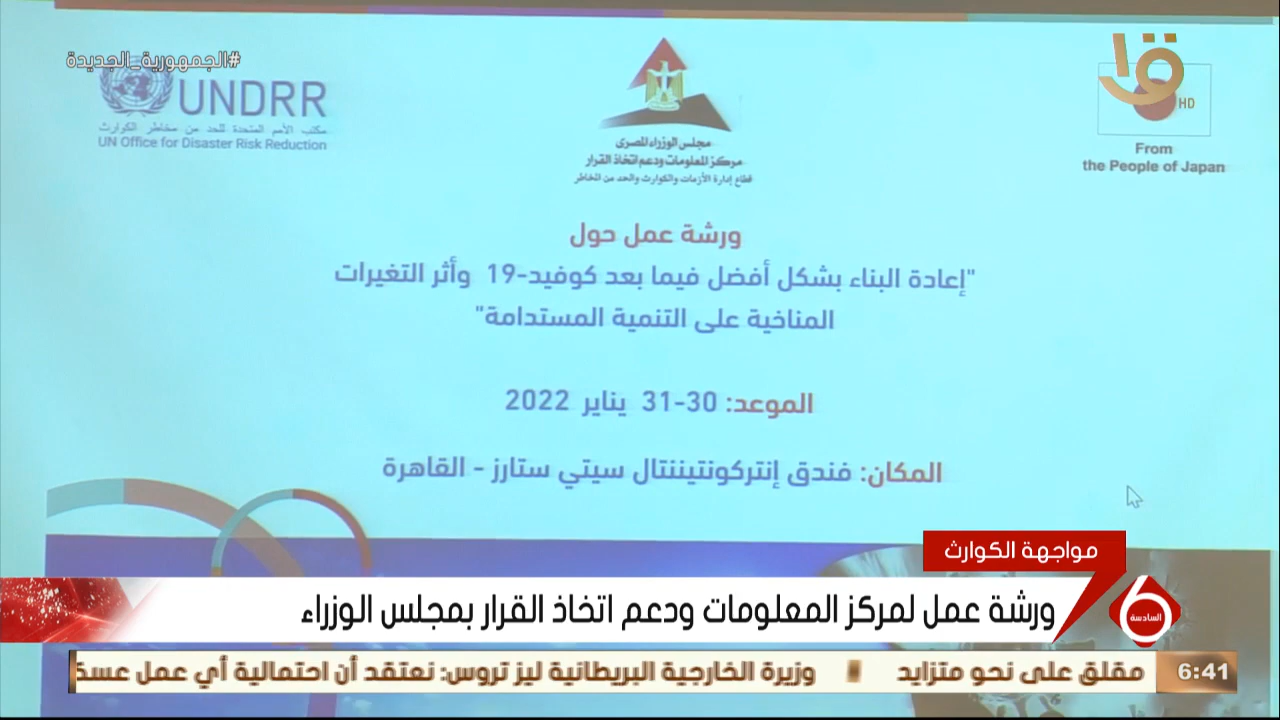 #الجمهورية_الجديدة
UNDRR
مكتب الأمم المتحدة للحد من مخاطر الكوارث
UN Office for Disaster Risk Reduction
مجلس الوزراء المصرى
مركز المعلومات ودعم اتخاذ القرار
قطاع إدارة الأزمات والكوارث والحد من المخاطر
HD
From
the People of Japan
ورشة عمل حول
"إعادة البناء بشكل أفضل فيما بعد كوفيد-19 وأثر التغيرات
المناخية على التنمية المستدامة"
الموعد: 30-31 يناير 2022
المكان: فندق إنتركونتيننتال سيتي ستارز - القاهرة
مواجهة الكوارث
ورشة عمل لمركز المعلومات ودعم اتخاذ القرار بمجلس الوزراء
6 السادسة
6:41
مقلق على نحو متزايد وزيرة الخارجية البريطانية ليز تروس: نعتقد أن احتمالية أي عمل